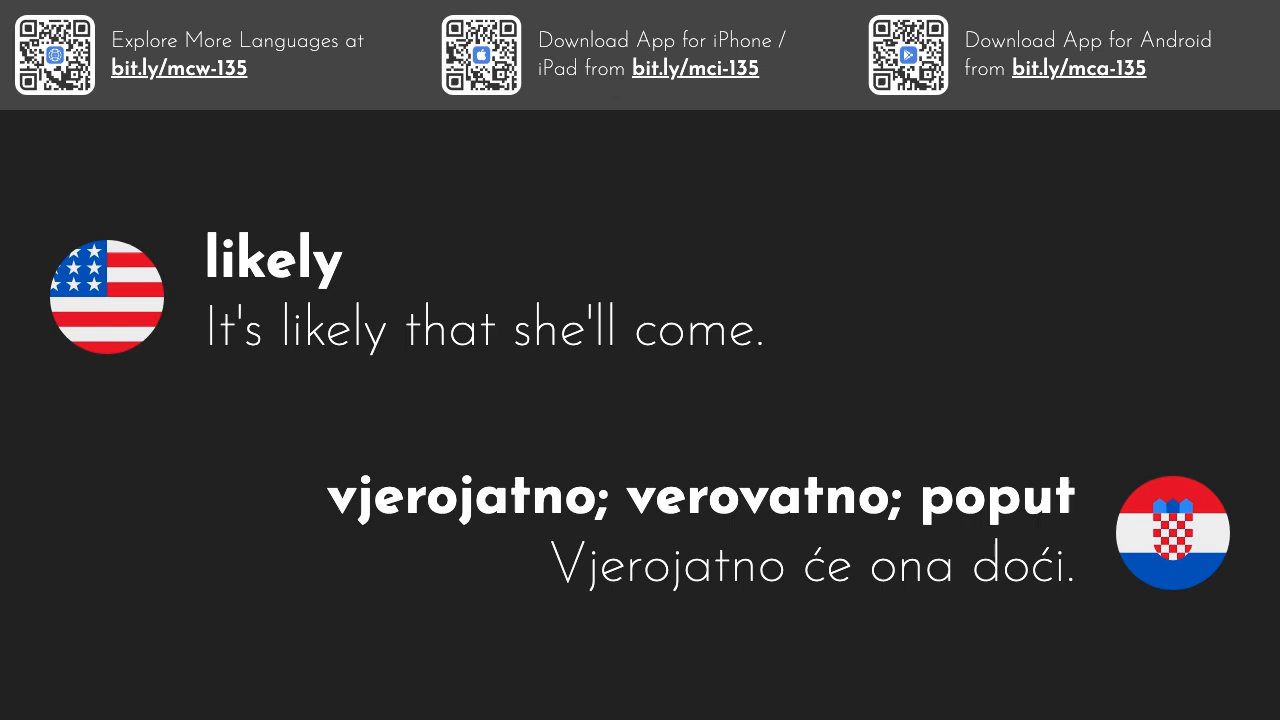 Explore More Languages at
bit.ly/mcw-135
Download App for iPhone /
iPad from bit.ly/mci-135
Download App for Android
from bit.ly/mca-135
likely
It's likely that she'll come.
vjerojatno; verovatno; poput
Vjerojatno će ona doći.